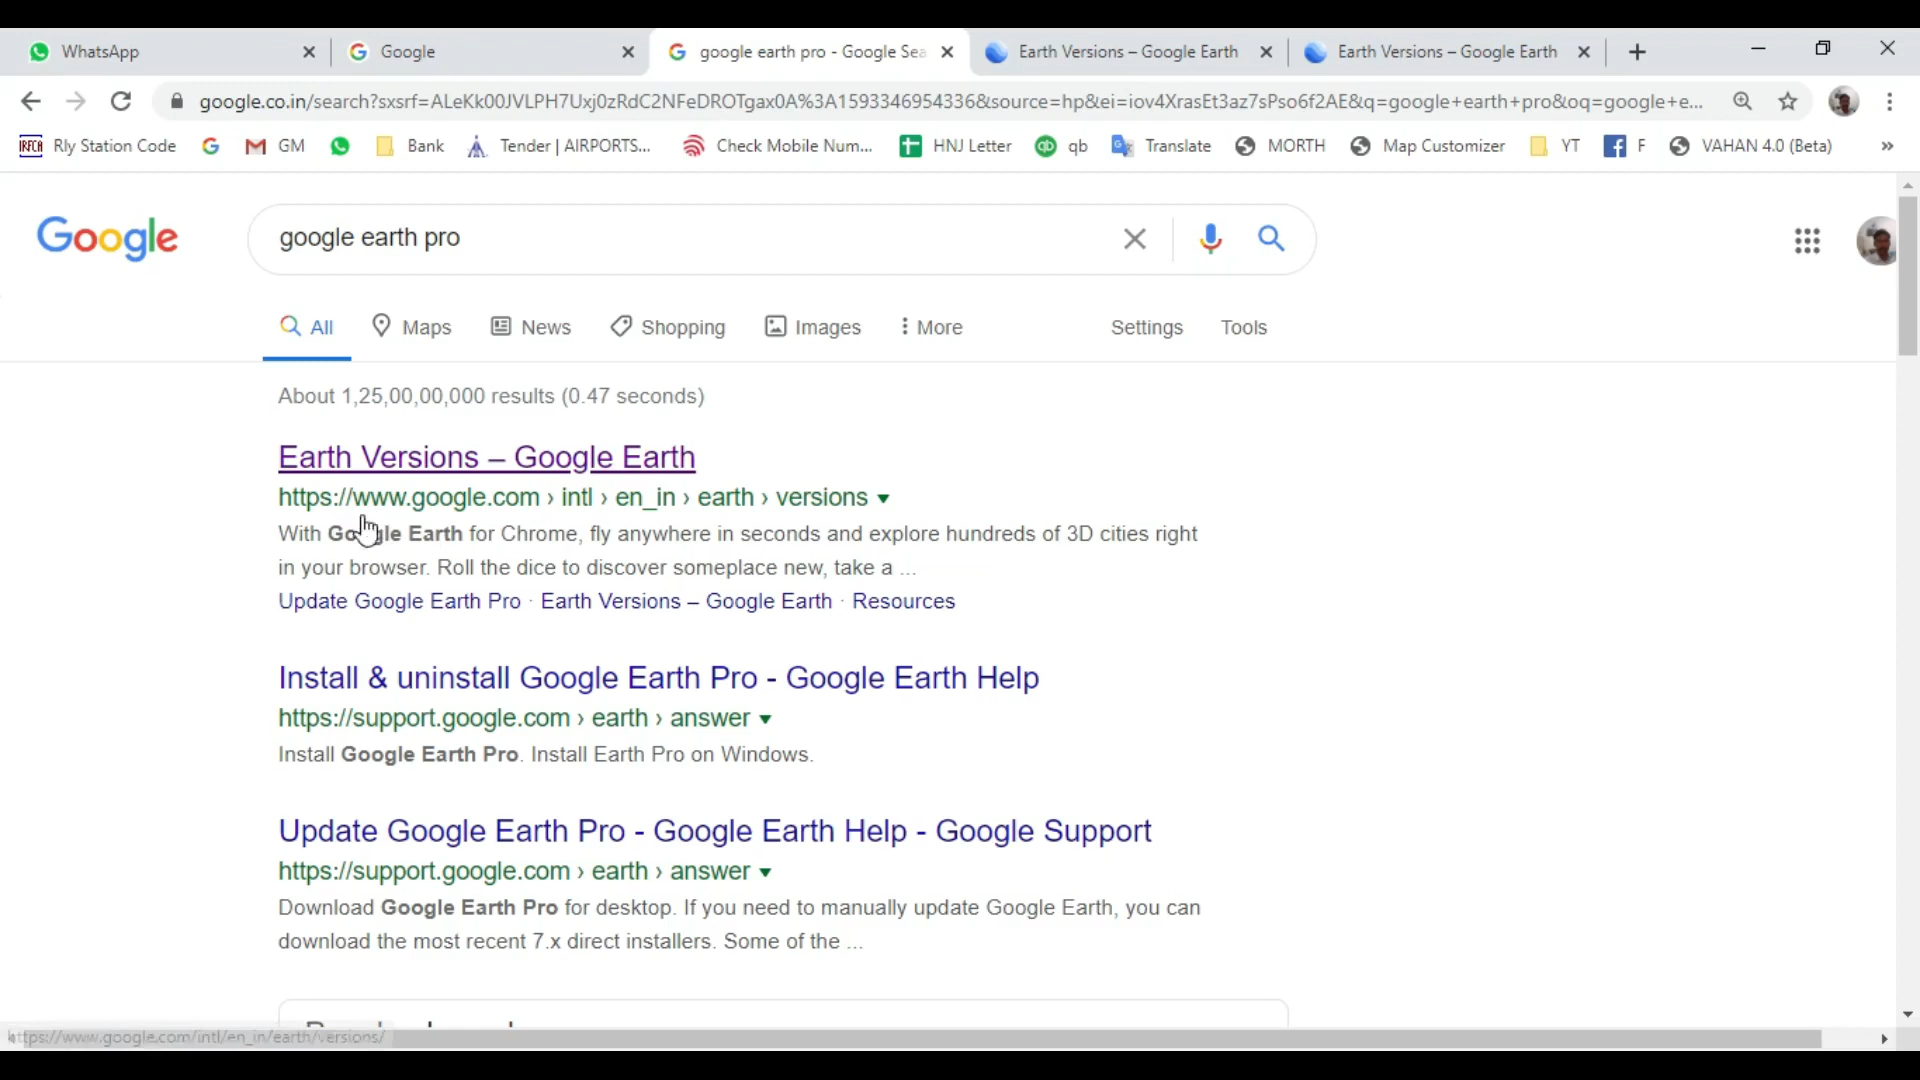 WhatsApp
Google
google earth pro - Google Sea
Earth Versions – Google Earth
Earth Versions – Google Earth
google.co.in/search?sxsrf=ALeKk00JVLPH7Uxj0zRdC2NFeDROTgax0A%3A1593346954336&source=hp&ei=iov4XrasEt3az7sPso6f2AE&q=google+earth+pro&oq=google+e...
IRFCA Rly Station Code
GM
Bank
Tender | AIRPORTS...
Check Mobile Num...
HNJ Letter
qb
Translate
MORTH
Map Customizer
YT
F
VAHAN 4.0 (Beta)
»
Google
google earth pro
All
Maps
News
Shopping
Images
More
Settings
Tools
About 1,25,00,00,000 results (0.47 seconds)
Earth Versions – Google Earth
https://www.google.com › intl › en_in › earth › versions
With Google Earth for Chrome, fly anywhere in seconds and explore hundreds of 3D cities right
in your browser. Roll the dice to discover someplace new, take a ...
Update Google Earth Pro · Earth Versions – Google Earth · Resources
Install & uninstall Google Earth Pro - Google Earth Help
https://support.google.com › earth › answer
Install Google Earth Pro. Install Earth Pro on Windows.
Update Google Earth Pro - Google Earth Help - Google Support
https://support.google.com › earth › answer
Download Google Earth Pro for desktop. If you need to manually update Google Earth, you can
download the most recent 7.x direct installers. Some of the ...
https://www.google.com/intl/en_in/earth/versions/